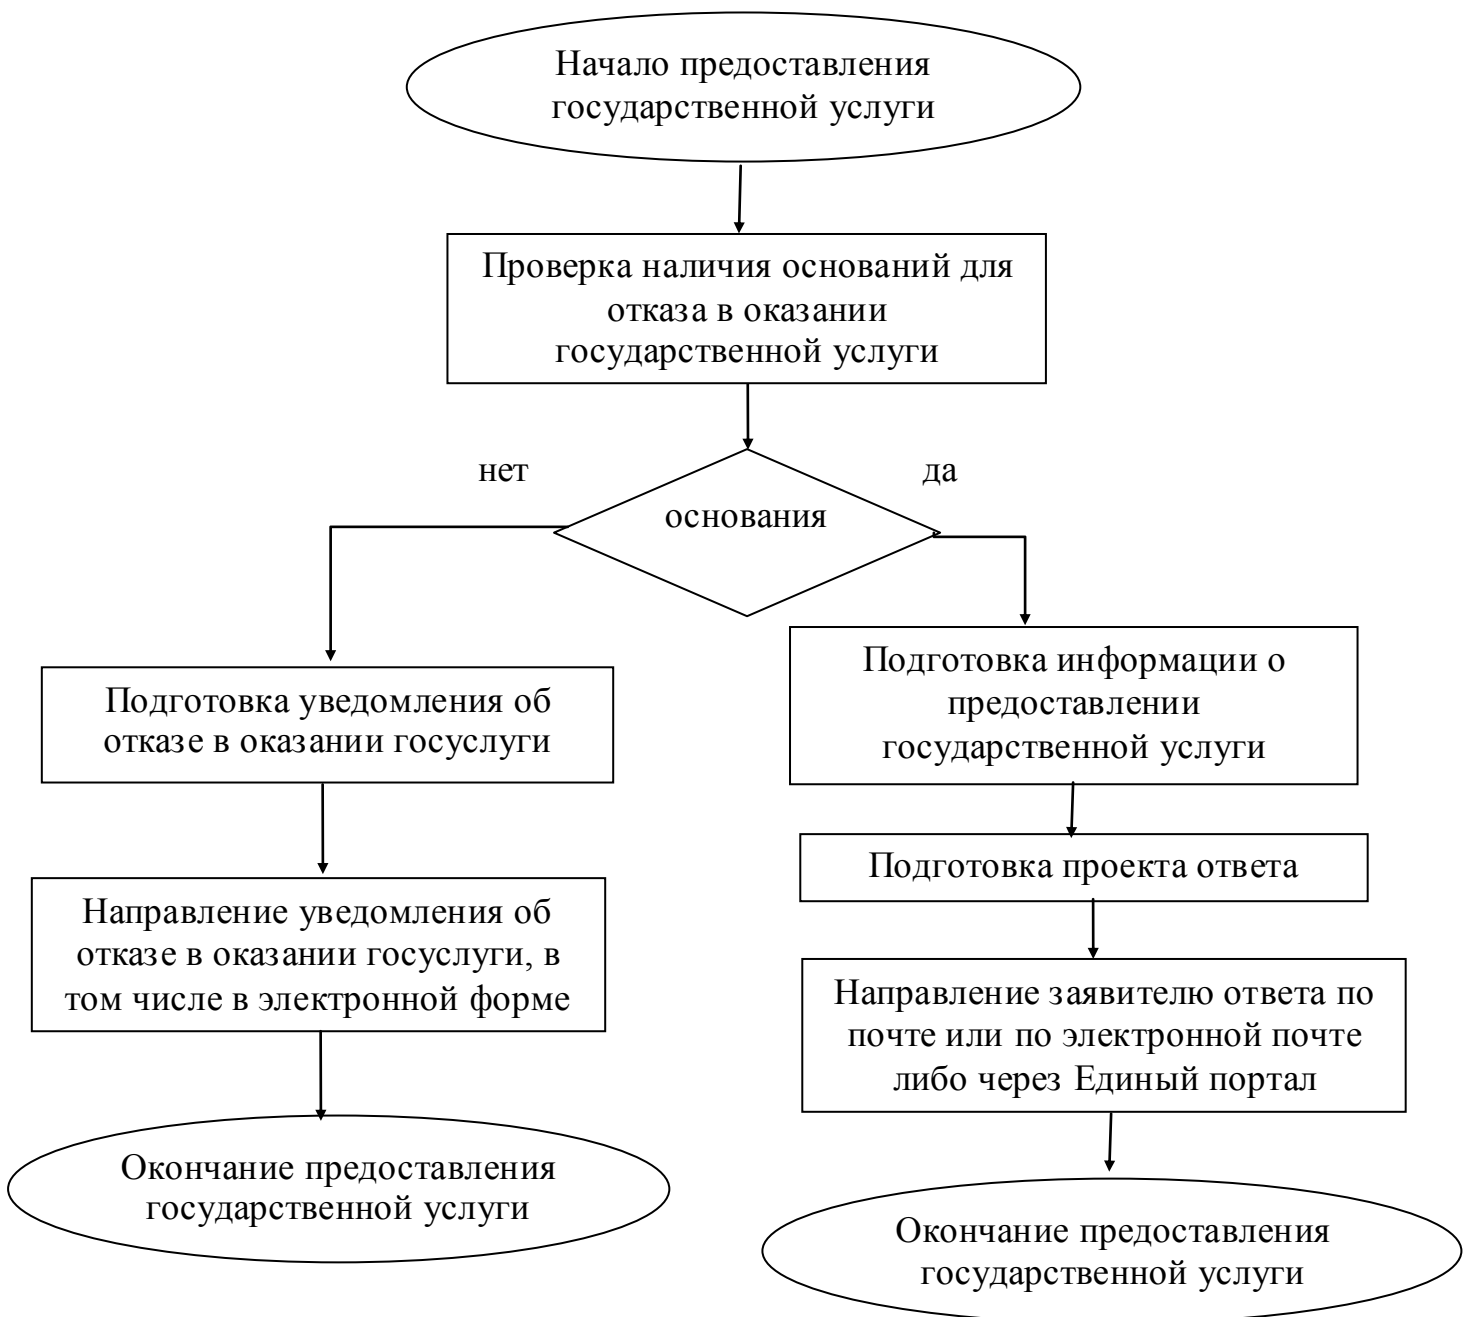 Начало предоставления
государственной услуги
Проверка наличия оснований для
отказа в оказании
государственной услуги
нет
да
основания
Подготовка уведомления об
отказе в оказании госуслуги
Направление уведомления об
отказе в оказании госуслуги, в
том числе в электронной форме
Окончание предоставления
государственной услуги
Подготовка информации о
предоставлении
государственной услуги
Подготовка проекта ответа
Направление заявителю ответа по
почте или по электронной почте
либо через Единый портал
Окончание предоставления
государственной услуги